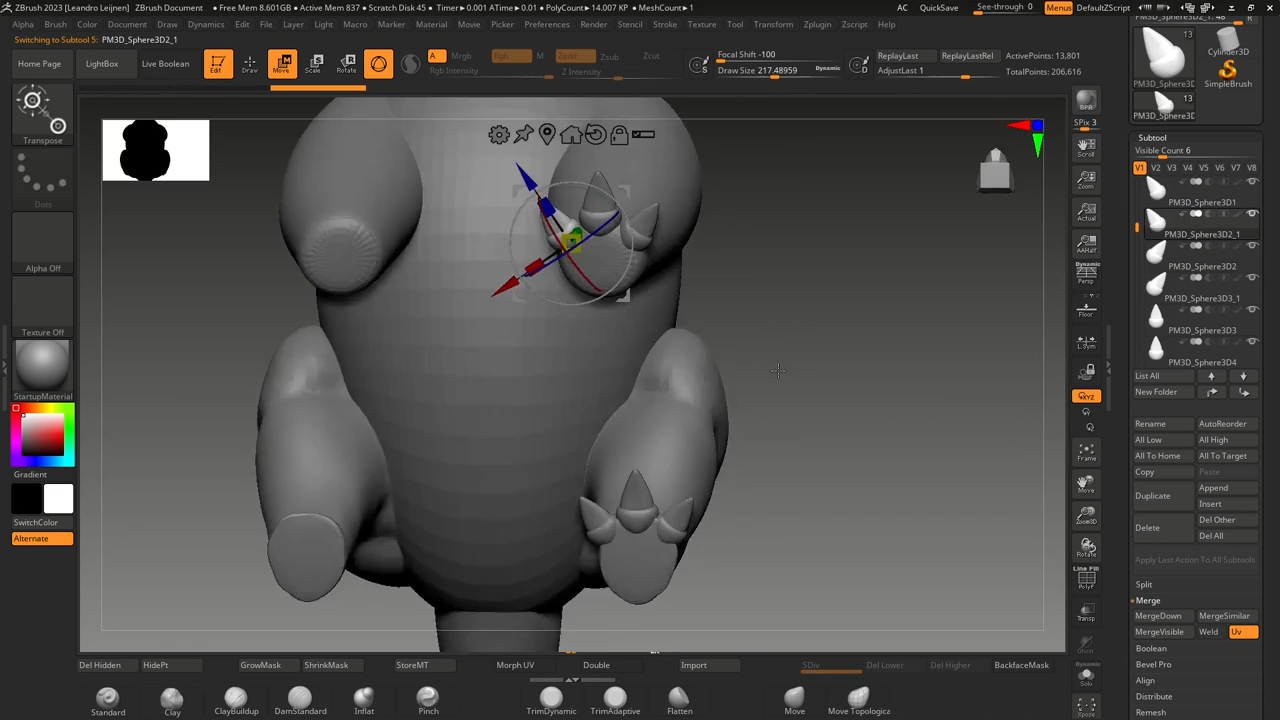 ZBrush 2023 [Leandro Leijnen]   ZBrush Document   • Free Mem 8.601GB • Active Mem 837 • Scratch Disk 45 • Timer▸0.001 ATime▸0.01 • PolyCount▸14.007 KP • MeshCount▸1
AC QuickSave See-through 0 Menus DefaultZScript
Alpha Brush Color Document Draw Dynamics Edit File Layer Light Macro Marker Material Movie Picker Preferences Render Stencil Stroke Texture Tool Transform Zplugin Zscript Help
Switching to Subtool 5: PM3D_Sphere3D2_1
Home Page LightBox Live Boolean Edit Draw Move Scale Rotate
A Mrgb Rgb M Zadd Zsub Zcut
Rgb Intensity Z Intensity
Focal Shift -100
Draw Size 217.48959 Dynamic
S
D
ReplayLast ReplayLastRel ActivePoints: 13,801
AdjustLast 1 TotalPoints: 206,616
Transpose
Dots
Alpha Off
Texture Off
StartupMaterial
Gradient
SwitchColor
Alternate
BPR
SPix 3
Scroll
Zoom
Actual
AAHalf
Dynamic
Persp
Floor
L.Sym
XYZ
Frame
Move
Zoom3D
Rotate
Line Fill
PolyF
Transp
Ghost
Dynamic
Solo
Xpose
13
Cylinder3D
PM3D_Sphere3D
SimpleBrush
13
PM3D_Sphere3D
Subtool
Visible Count 6
V1 V2 V3 V4 V5 V6 V7 V8
PM3D_Sphere3D1
PM3D_Sphere3D2_1
PM3D_Sphere3D2
PM3D_Sphere3D3_1
PM3D_Sphere3D3
PM3D_Sphere3D4
List All
New Folder
Rename AutoReorder
All Low All High
All To Home All To Target
Copy Paste
Duplicate Append
Insert
Delete Del Other
Del All
Apply Last Action To All Subtools
Split
Merge
MergeDown MergeSimilar
MergeVisible Weld Uv
Boolean
Bevel Pro
Align
Distribute
Remesh
Del Hidden HidePt GrowMask ShrinkMask StoreMT Morph UV Double Import SDiv Del Lower Del Higher BackfaceMask
Standard Clay ClayBuildup DamStandard Inflat Pinch TrimDynamic TrimAdaptive Flatten Move Move Topologica